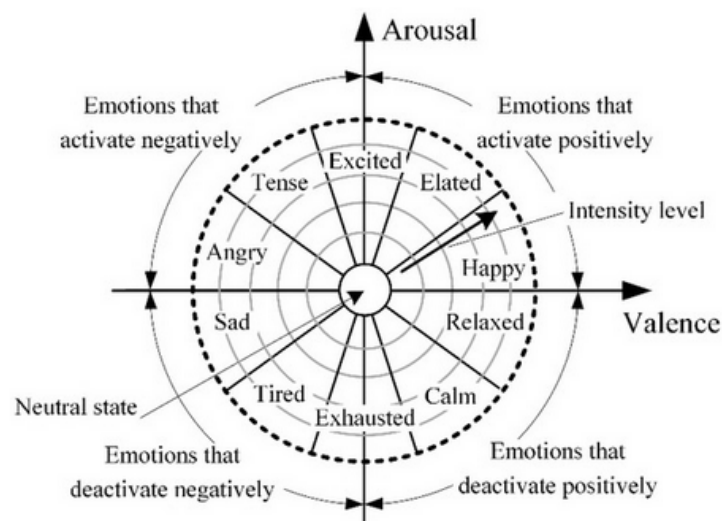 Arousal
Emotions that
activate negatively
Emotions that
activate positively
Excited
Tense
Elated
Intensity level
Angry
Happy
Sad
Relaxed
Valence
Neutral state
Tired
Calm
Exhausted
Emotions that
deactivate negatively
Emotions that
deactivate positively